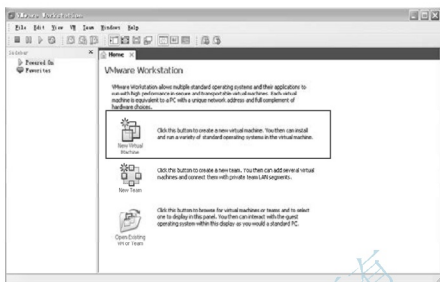 VMware Workstation
File Edit View VM Team Windows Help
Sidebar
Powered On
Favorites
Home
VMware Workstation
VMware Workstation allows multiple standard operating systems and their applications to
run with high performance in secure and transportable virtual machines. Each virtual
machine is equivalent to a PC with a unique network address and full complement of
hardware choices.
New Virtual
Machine
Click this button to create a new virtual machine. You then can install
and run a variety of standard operating systems in the virtual machine.
New Team
Click this button to create a new team. You then can add several virtual
machines and connect them with private team LAN segments.
Open Existing
VM or Team
Click this button to browse for virtual machines or teams and to select
one to display in this panel. You then can interact with the guest
operating system within this display as you would a standard PC.